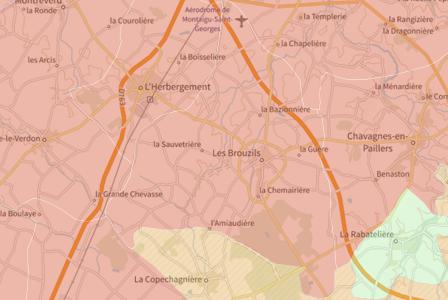 Montréverd
la Ronde
la Courolière
Aérodrome de
Montaigu-Saint-
Georges
la Templerie
la Rangizière
la Dragonnière
la Chapelière
la Boisselière
les Arcis
L'Herbergement
D763
la Ménardière
la Bazionnière
le-Verdon
la Sauvetrière
Les Brouzils
la Guère
Chavagnes-en-
Paillers
Benaston
la Grande Chevasse
la Chemairière
la Boulaye
l'Amiaudière
La Rabatelière
La Copechagnière